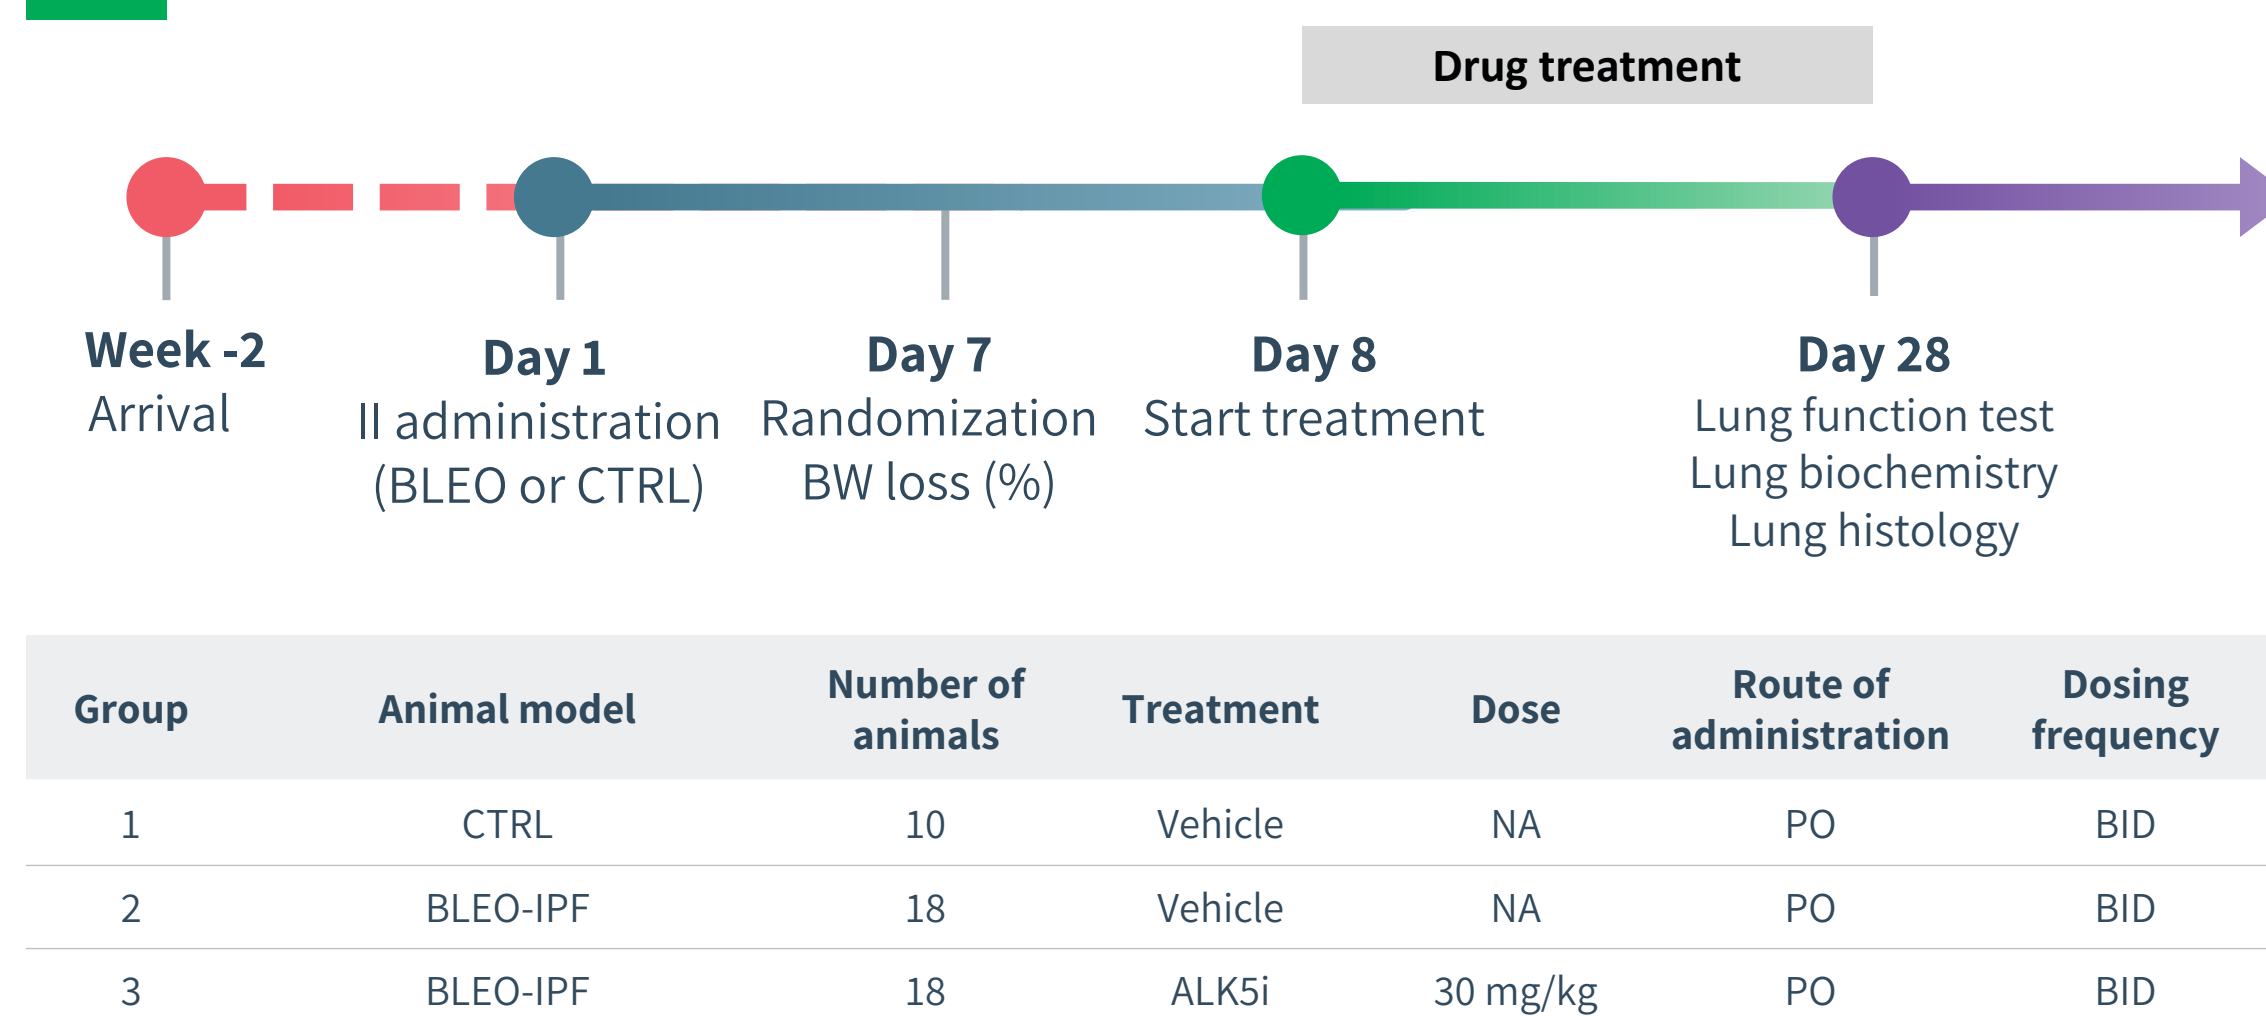 Drug treatment
Week -2
Arrival
Day 1
II administration
(BLEO or CTRL)
Day 7
Randomization
BW loss (%)
Day 8
Start treatment
Day 28
Lung function test
Lung biochemistry
Lung histology
Group Animal model Number of animals Treatment Dose Route of administration Dosing frequency
1 CTRL 10 Vehicle NA PO BID
2 BLEO-IPF 18 Vehicle NA PO BID
3 BLEO-IPF 18 ALK5i 30 mg/kg PO BID